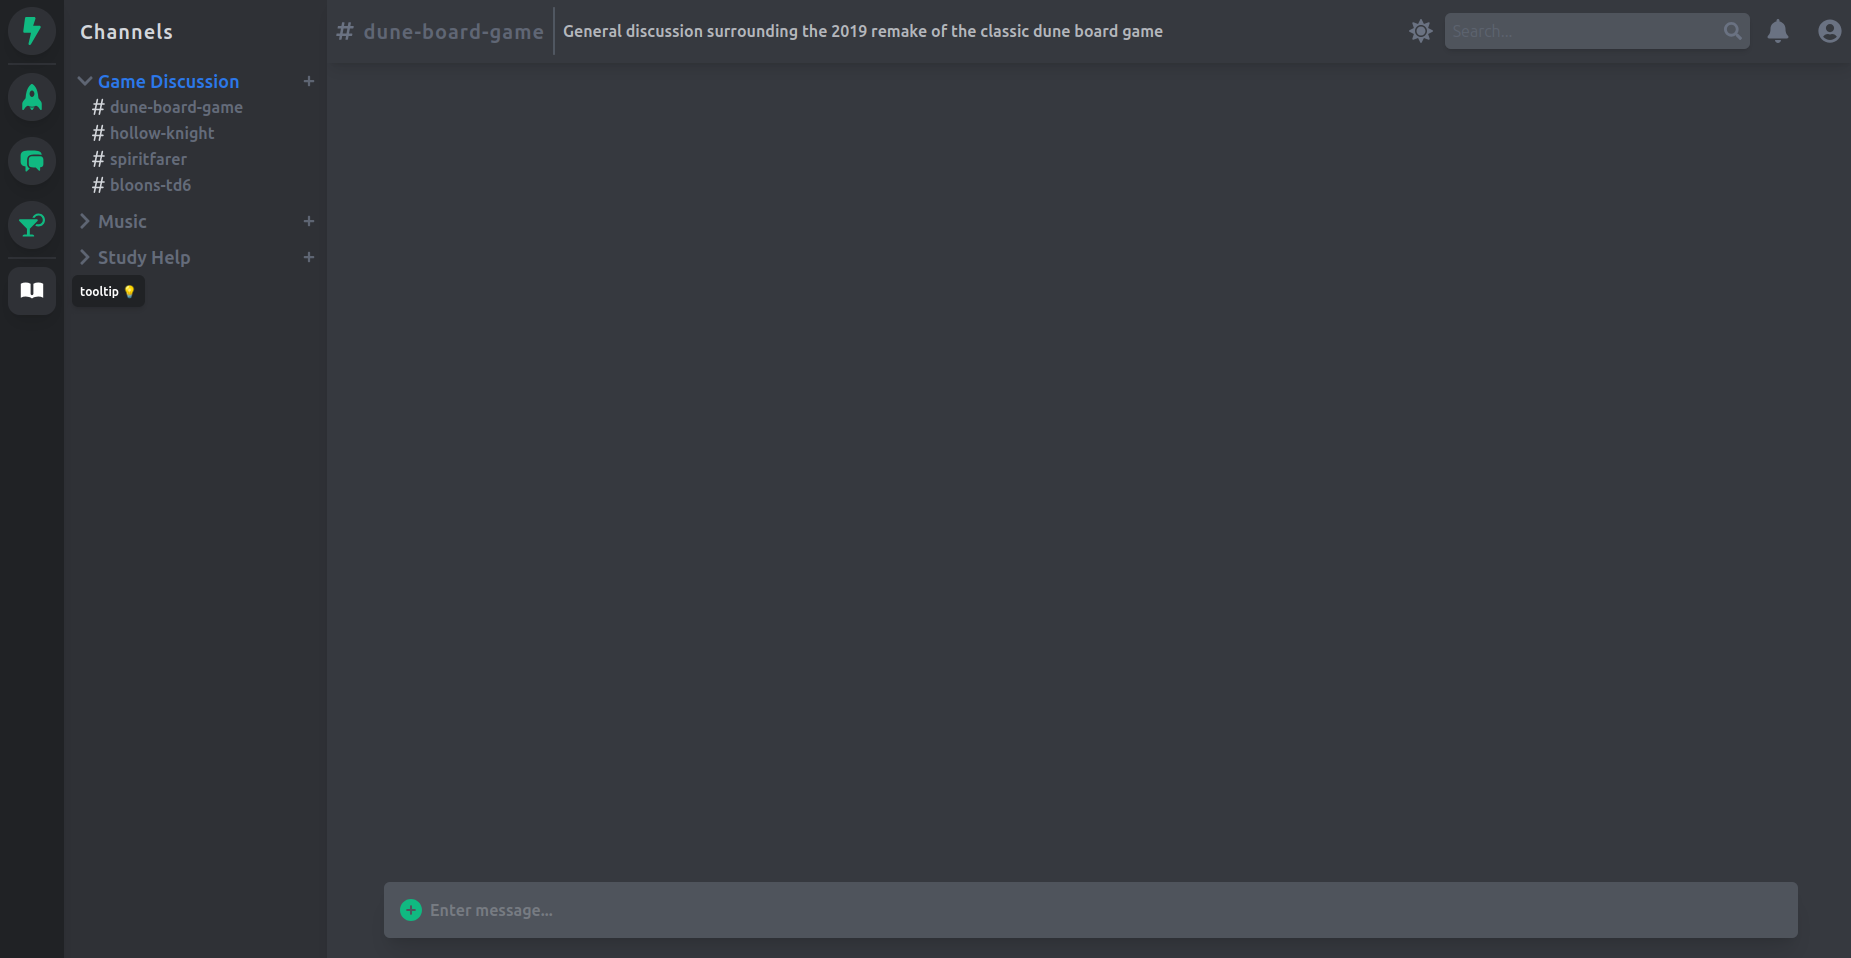 Channels
# dune-board-game
General discussion surrounding the 2019 remake of the classic dune board game
Search...
Game Discussion +
# dune-board-game
# hollow-knight
# spiritfarer
# bloons-td6
Music +
Study Help +
tooltip 💡
Enter message...